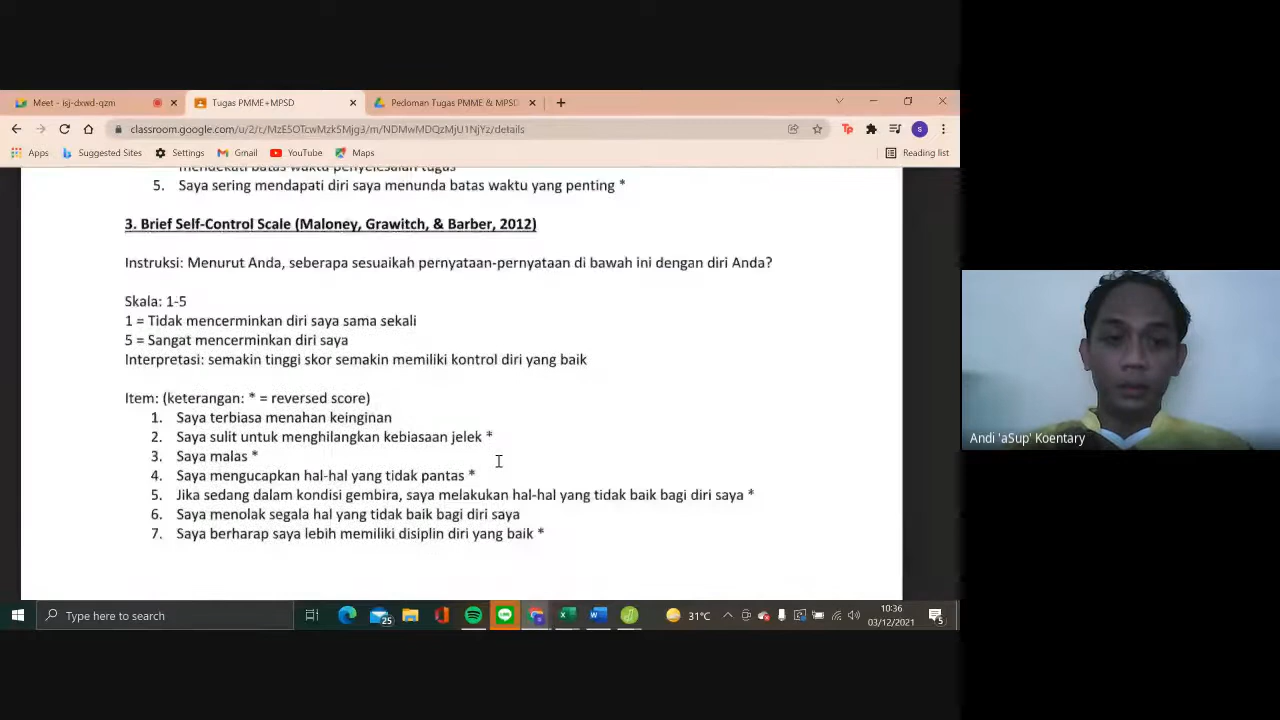 Meet - isj-dxwd-qzm
Tugas PMME+MPSD
Pedoman Tugas PMME & MPSD
classroom.google.com/u/2/c/MzE5OTcwMzk5Mjg3/m/NDMwMDQzMjU1NjYz/details
Apps Suggested Sites Settings Gmail YouTube Maps Reading list
mendekati batas waktu penyelesaian tugas
5. Saya sering mendapati diri saya menunda batas waktu yang penting *
3. Brief Self-Control Scale (Maloney, Grawitch, & Barber, 2012)
Instruksi: Menurut Anda, seberapa sesuaikah pernyataan-pernyataan di bawah ini dengan diri Anda?
Skala: 1-5
1 = Tidak mencerminkan diri saya sama sekali
5 = Sangat mencerminkan diri saya
Interpretasi: semakin tinggi skor semakin memiliki kontrol diri yang baik
Item: (keterangan: * = reversed score)
1. Saya terbiasa menahan keinginan
2. Saya sulit untuk menghilangkan kebiasaan jelek *
3. Saya malas *
4. Saya mengucapkan hal-hal yang tidak pantas *
5. Jika sedang dalam kondisi gembira, saya melakukan hal-hal yang tidak baik bagi diri saya *
6. Saya menolak segala hal yang tidak baik bagi diri saya
7. Saya berharap saya lebih memiliki disiplin diri yang baik *
Andi 'aSup' Koentary
Type here to search
25
LINE
31°C
10:36
03/12/2021
5